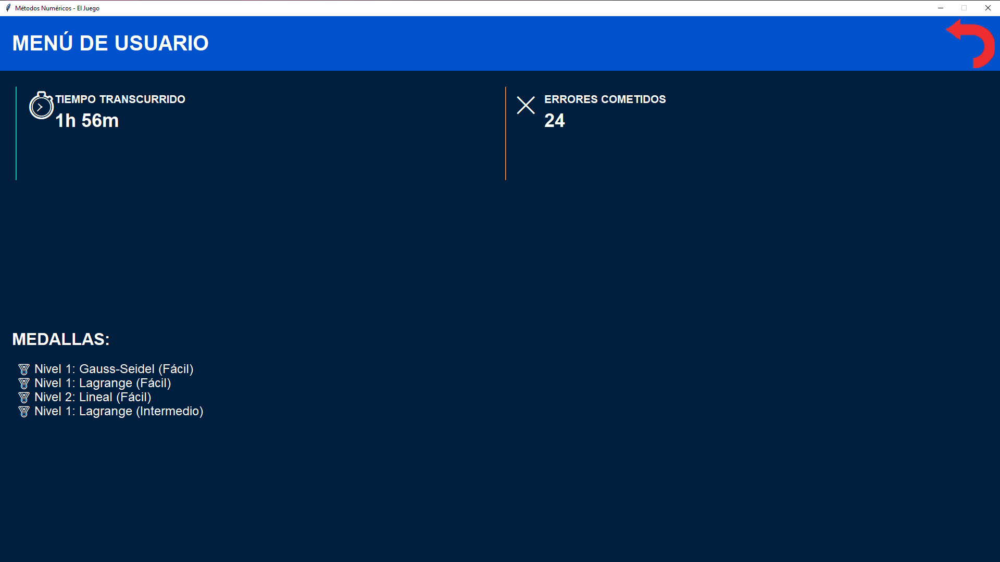 Métodos Numéricos - El Juego
MENÚ DE USUARIO
TIEMPO TRANSCURRIDO
1h 56m
ERRORES COMETIDOS
24
MEDALLAS:
Nivel 1: Gauss-Seidel (Fácil)
Nivel 1: Lagrange (Fácil)
Nivel 2: Lineal (Fácil)
Nivel 1: Lagrange (Intermedio)